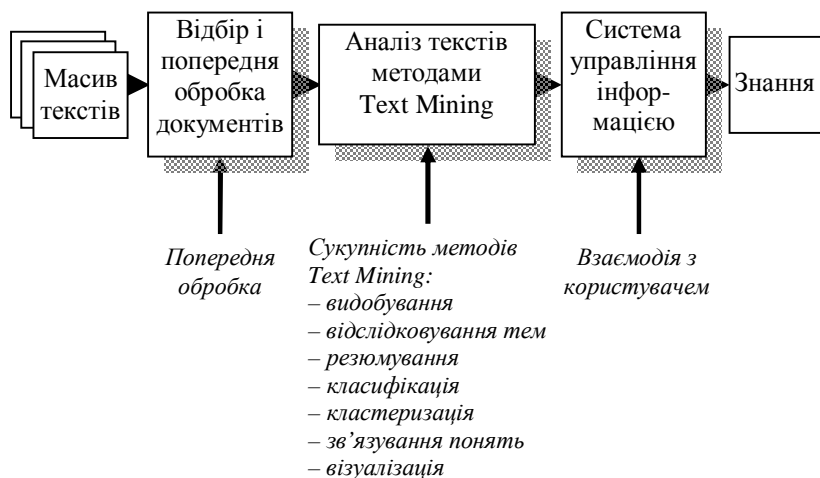 Масив
текстів
Відбір і
попередня
обробка
документів
Аналіз текстів
методами
Text Mining
Система
управління
інфор-
мацією
Знання
Попередня
обробка
Сукупність методів
Text Mining:
– видобування
– відслідковування тем
– резюмування
– класифікація
– кластеризація
– зв’язування понять
– візуалізація
Взаємодія з
користувачем